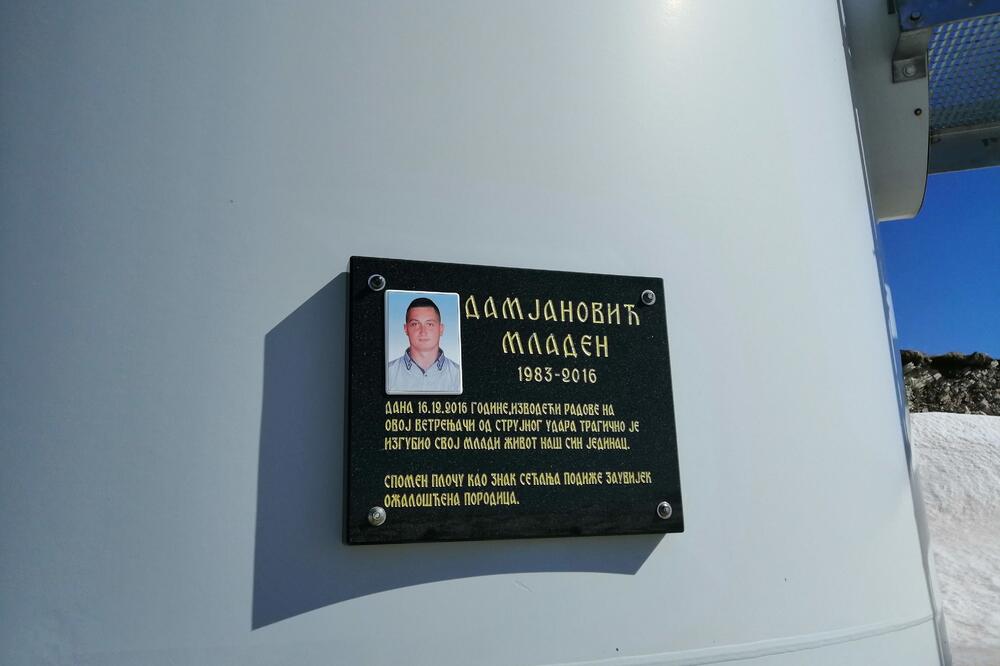 ДАМЈАНОВИЋ
МЛАДЕН
1983-2016
ДАНА 16.12.2016 ГОДИНЕ,ИЗВОДЕЋИ РАДОВЕ НА
ОВОЈ ВЕТРЕЊАЧИ ОД СТРУЈНОГ УДАРА ТРАГИЧНО ЈЕ
ИЗГУБИО СВОЈ МЛАДИ ЖИВОТ НАШ СИН ЈЕДИНАЦ.
СПОМЕН ПЛОЧУ КАО ЗНАК СЕЋАЊА ПОДИЖЕ ЗАУВИЈЕК
ОЖАЛОШЋЕНА ПОРОДИЦА.